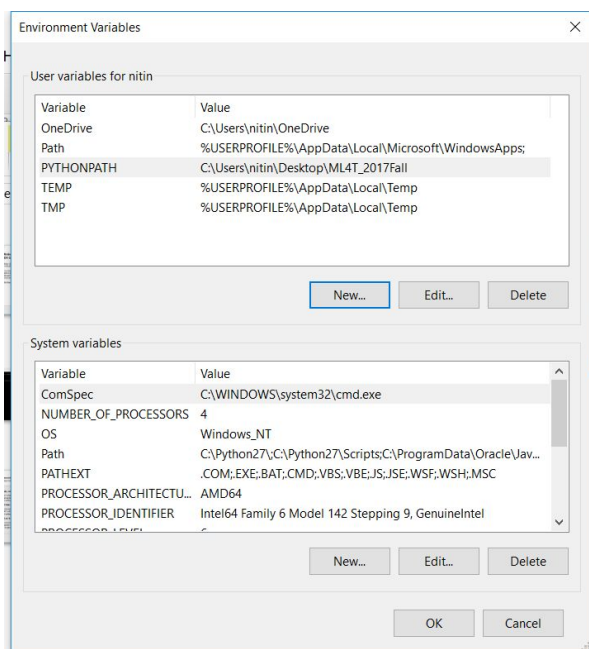 Environment Variables
User variables for nitin
Variable Value
OneDrive C:\Users\nitin\OneDrive
Path %USERPROFILE%\AppData\Local\Microsoft\WindowsApps;
PYTHONPATH C:\Users\nitin\Desktop\ML4T_2017Fall
TEMP %USERPROFILE%\AppData\Local\Temp
TMP %USERPROFILE%\AppData\Local\Temp
New... Edit... Delete
System variables
Variable Value
ComSpec C:\WINDOWS\system32\cmd.exe
NUMBER_OF_PROCESSORS 4
OS Windows_NT
Path C:\Python27\;C:\Python27\Scripts;C:\ProgramData\Oracle\Jav...
PATHEXT .COM;.EXE;.BAT;.CMD;.VBS;.VBE;.JS;.JSE;.WSF;.WSH;.MSC
PROCESSOR_ARCHITECTU... AMD64
PROCESSOR_IDENTIFIER Intel64 Family 6 Model 142 Stepping 9, GenuineIntel
New... Edit... Delete
OK Cancel